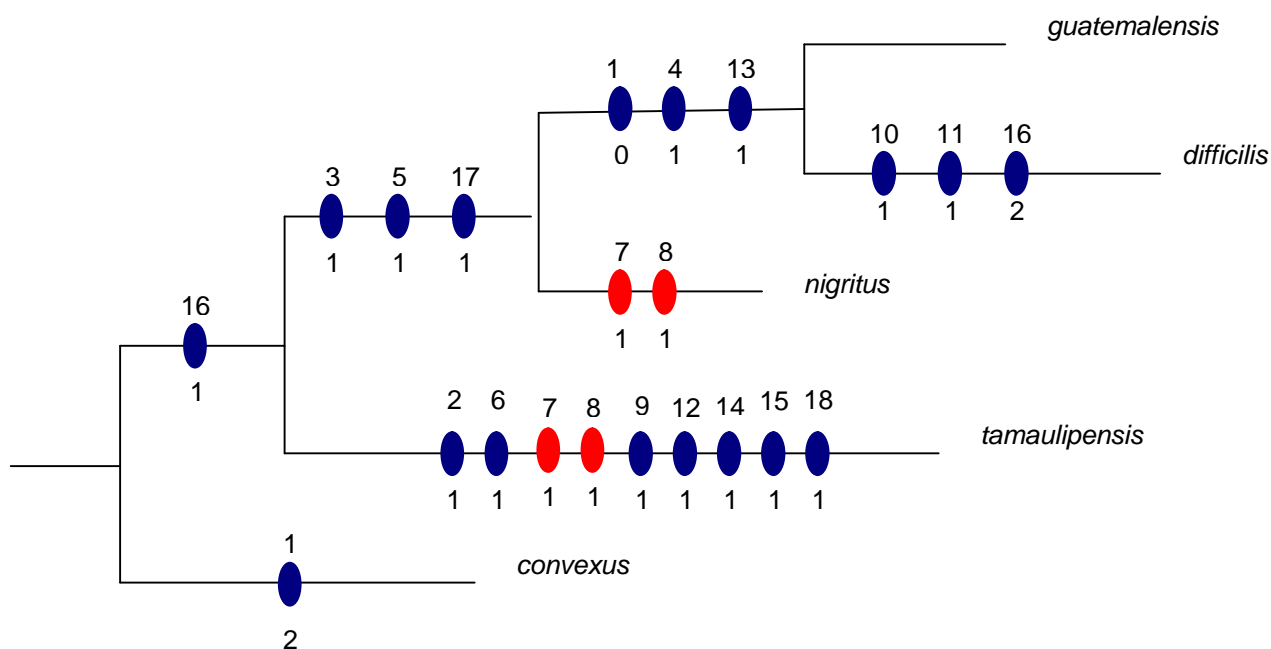 guatemalensis
1 4 13
0 1 1
10 11 16
difficilis
1 1 2
3 5 17
1 1 1
7 8
nigritus
1 1
16
1
2 6 7 8 9 12 14 15 18
tamaulipensis
1 1 1 1 1 1 1 1 1
1
convexus
2